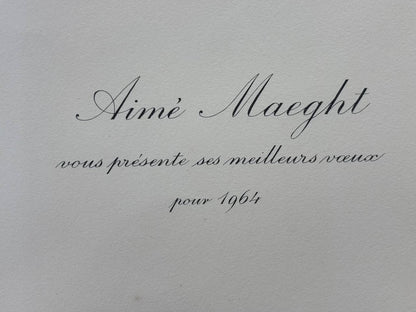 Aimé Maeght
vous présente ses meilleurs vœux
pour 1964